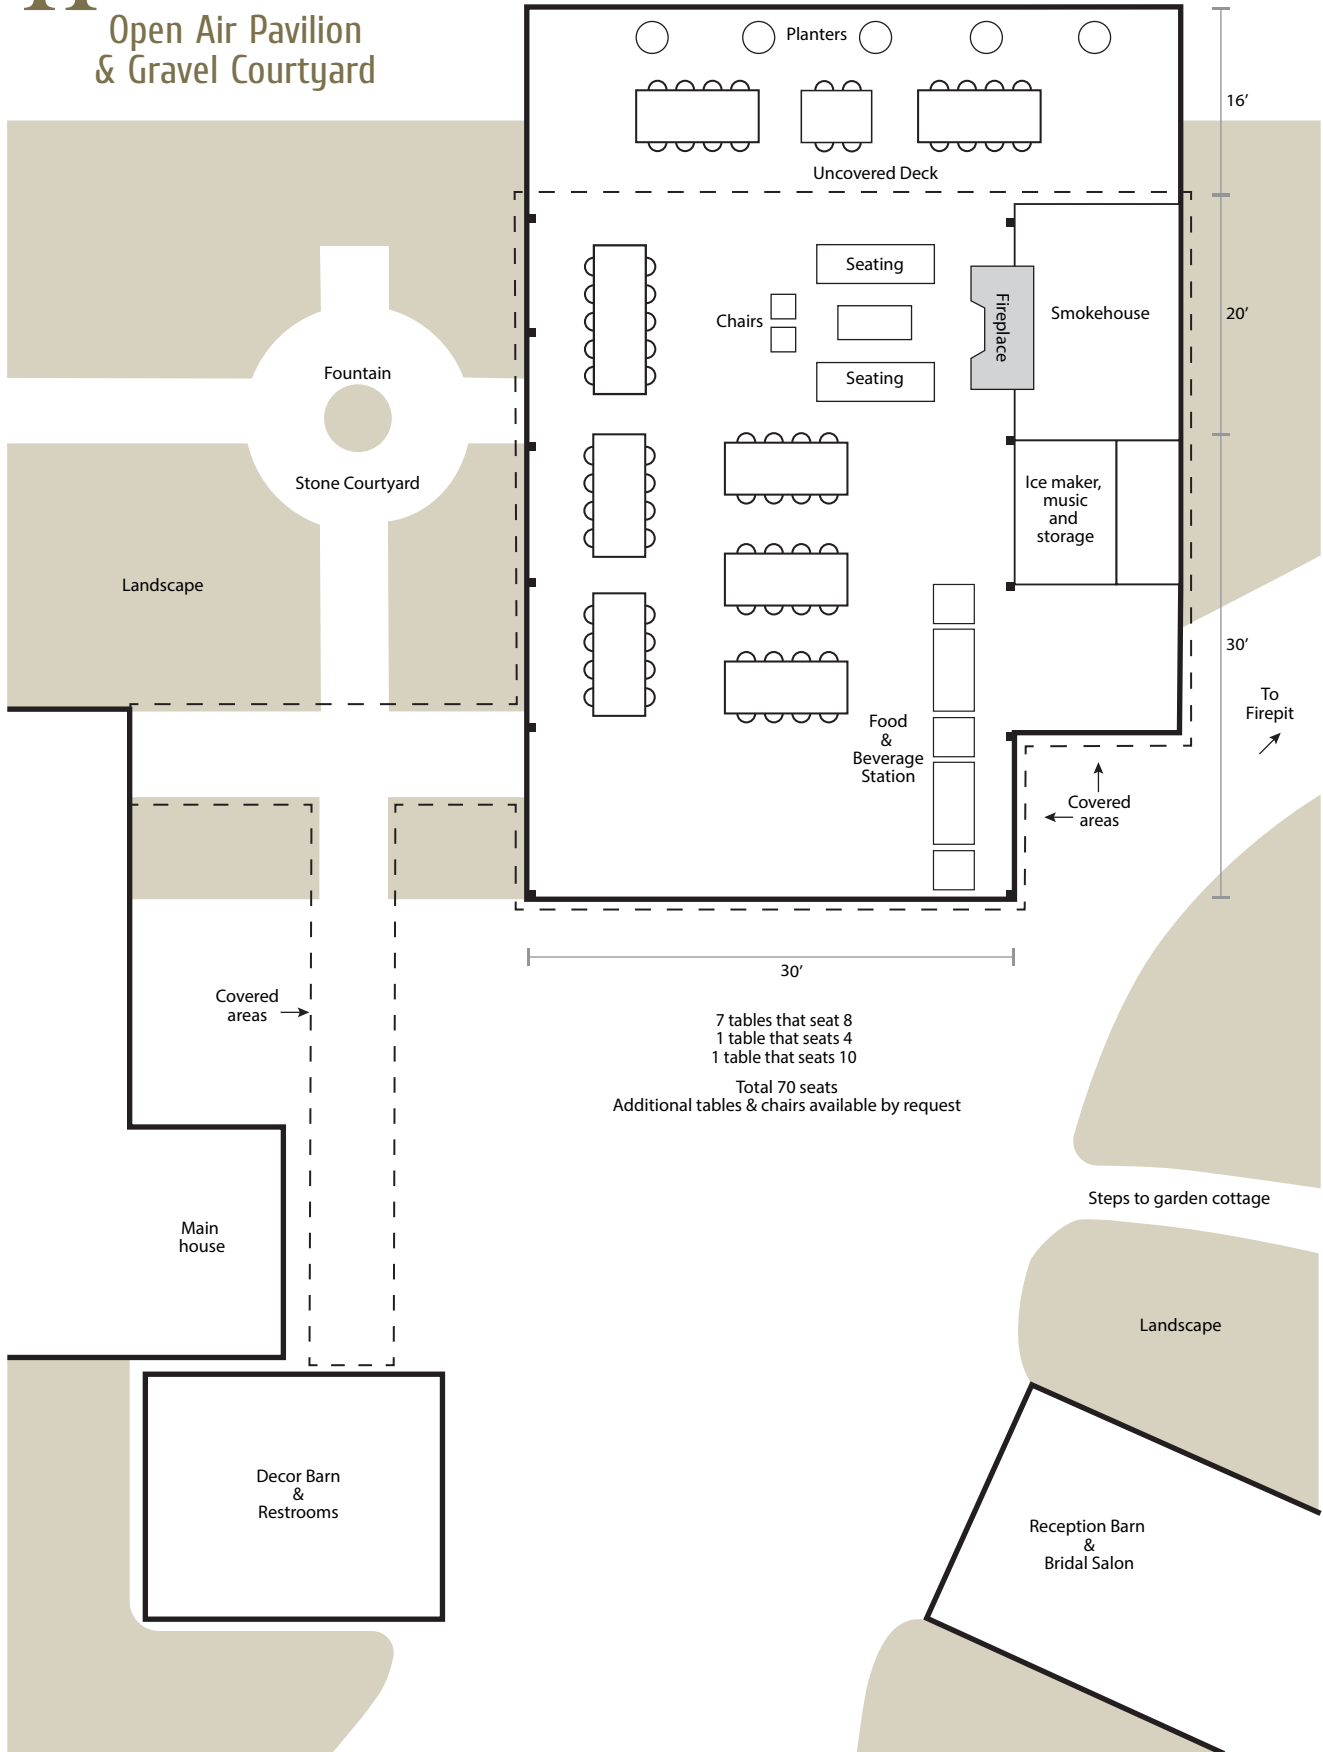 Open Air Pavilion
& Gravel Courtyard
Planters
16′
Uncovered Deck
Seating
Chairs
Fireplace
Smokehouse
20′
Seating
Fountain
Stone Courtyard
Ice maker,
music
and
storage
Landscape
30′
To
Firepit
Food
&
Beverage
Station
Covered
areas
30′
Covered
areas
7 tables that seat 8
1 table that seats 4
1 table that seats 10
Total 70 seats
Additional tables & chairs available by request
Steps to garden cottage
Main
house
Landscape
Decor Barn
&
Restrooms
Reception Barn
&
Bridal Salon